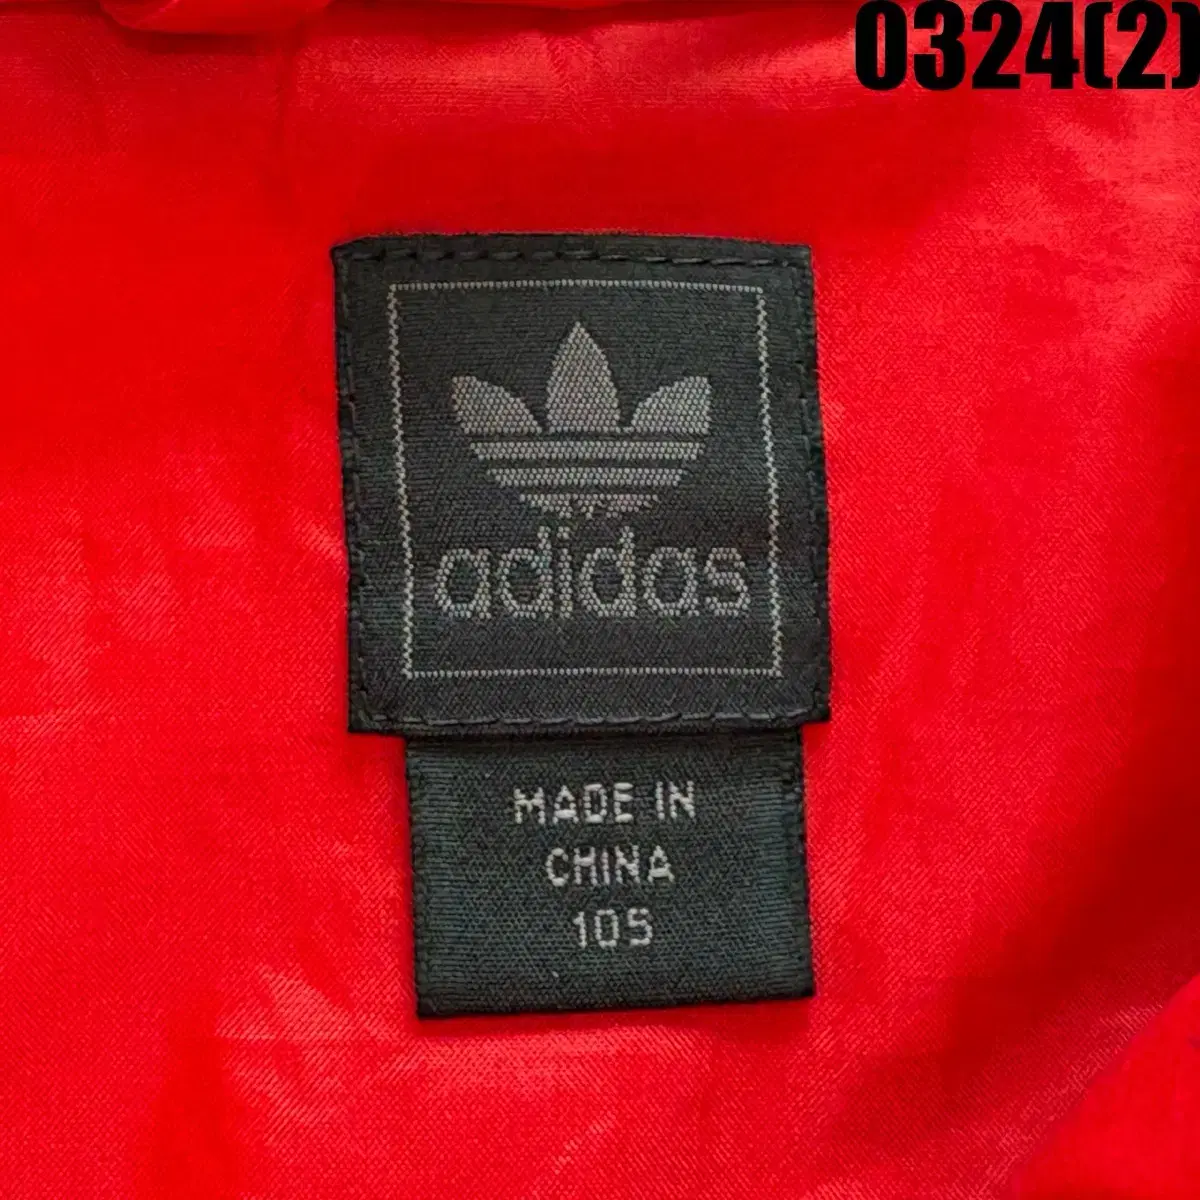 0324(2)
adidas
MADE IN
CHINA
105